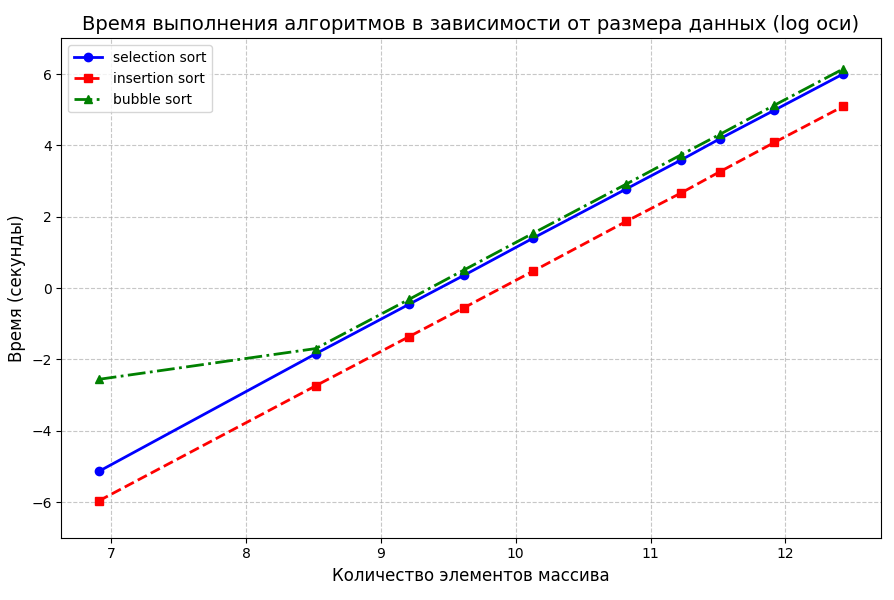 Время выполнения алгоритмов в зависимости от размера данных (log оси)
selection sort
insertion sort
bubble sort
Время (секунды)
6
4
2
0
−2
−4
−6
7
8
9
10
11
12
Количество элементов массива